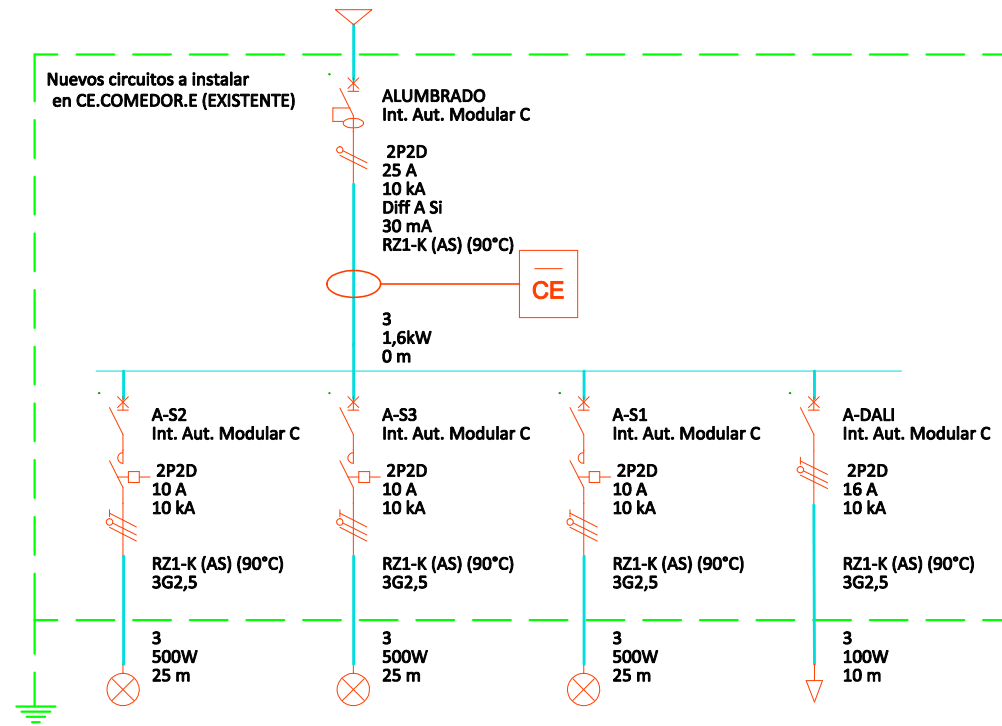 Nuevos circuitos a instalar
en CE.COMEDOR.E (EXISTENTE)
ALUMBRADO
Int. Aut. Modular C
2P2D
25 A
10 kA
Diff A Si
30 mA
RZ1-K (AS) (90°C)
CE
3
1,6kW
0 m
A-S2
Int. Aut. Modular C
2P2D
10 A
10 kA
RZ1-K (AS) (90°C)
3G2,5
3
500W
25 m
A-S3
Int. Aut. Modular C
2P2D
10 A
10 kA
RZ1-K (AS) (90°C)
3G2,5
3
500W
25 m
A-S1
Int. Aut. Modular C
2P2D
10 A
10 kA
RZ1-K (AS) (90°C)
3G2,5
3
500W
25 m
A-DALI
Int. Aut. Modular C
2P2D
16 A
10 kA
RZ1-K (AS) (90°C)
3G2,5
3
100W
10 m